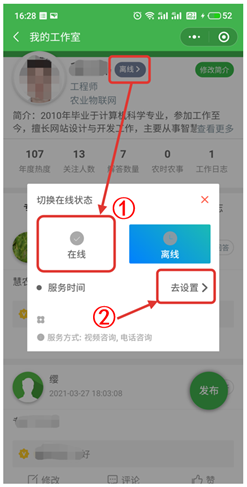 16:28 52
我的工作室
离线 > 修改简介
工程师
农业物联网
简介：2010年毕业于计算机科学专业，参加工作至
今，擅长网站设计与开发工作，主要从事智慧查看更多
107 13 7 0 1
年度热度 关注人数 解答数量 农时农事 工作日志
切换在线状态 ×
①
在线 离线
服务时间 去设置 >
②
服务方式: 视频咨询, 电话咨询
慧农
缨
2021-03-27 18:03:08
发布
好
修改 评论 赞